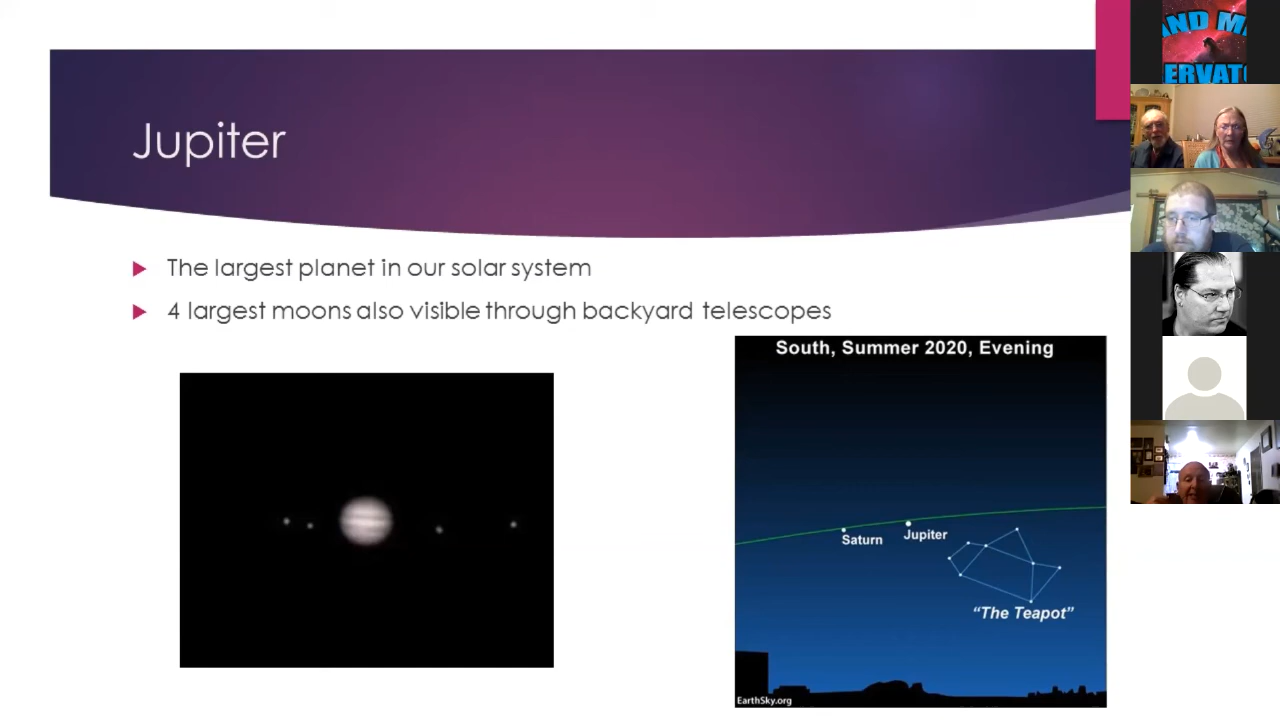 Jupiter
The largest planet in our solar system
4 largest moons also visible through backyard telescopes
South, Summer 2020, Evening
Saturn
Jupiter
“The Teapot”
EarthSky.org